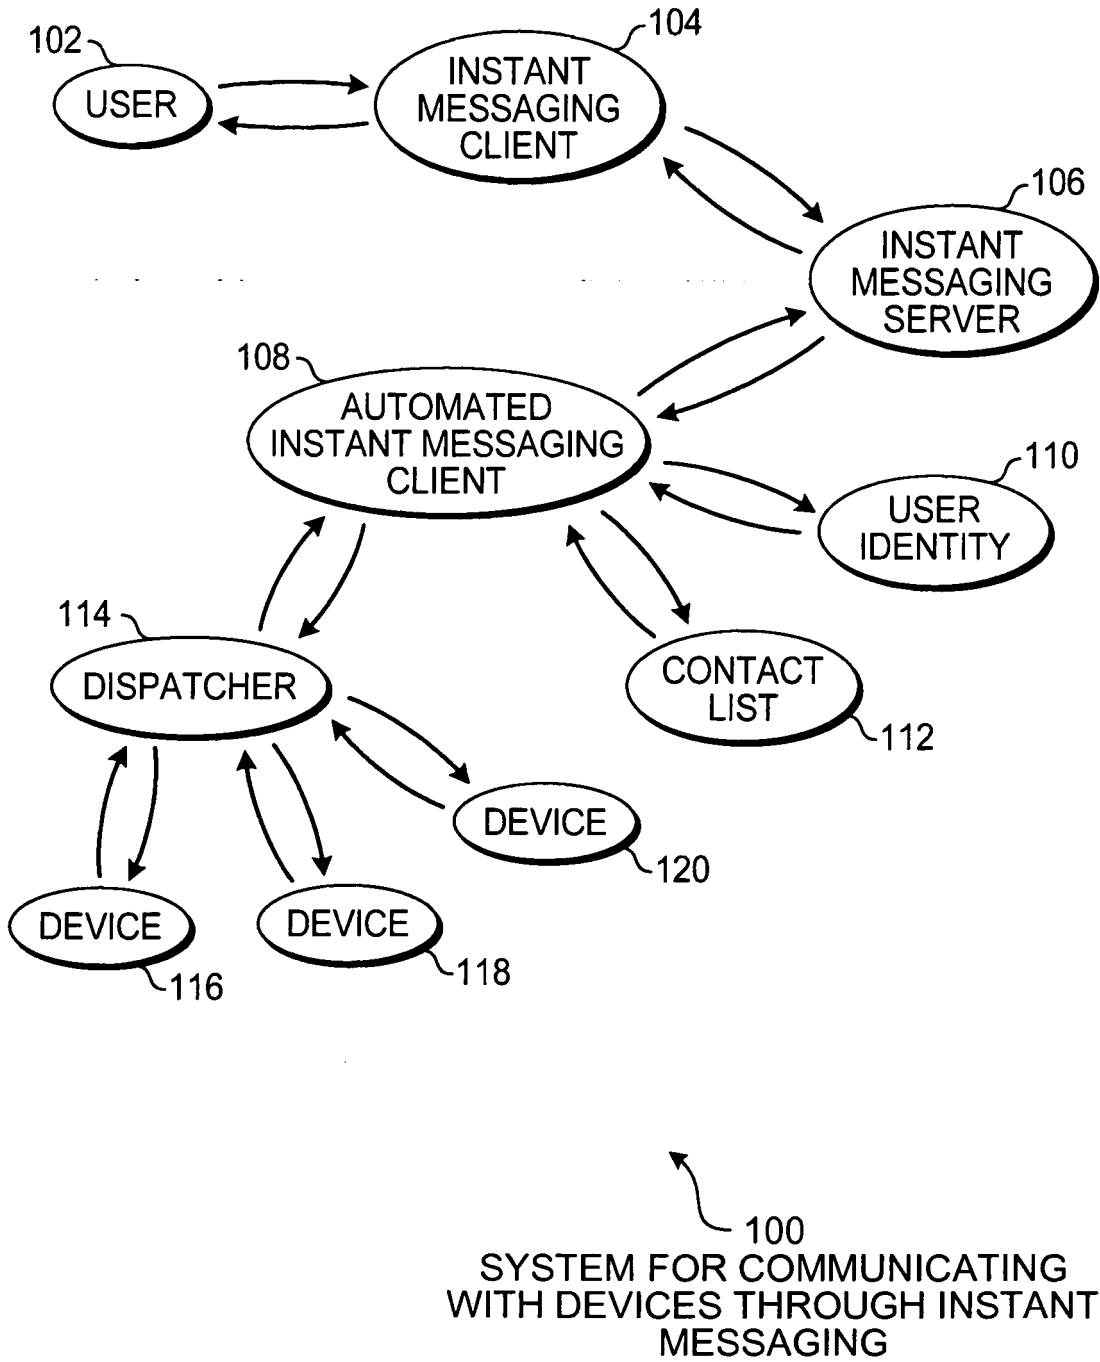 102
USER
104
INSTANT
MESSAGING
CLIENT
106
INSTANT
MESSAGING
SERVER
108
AUTOMATED
INSTANT MESSAGING
CLIENT
110
USER
IDENTITY
114
DISPATCHER
CONTACT
LIST
112
DEVICE
120
DEVICE
116
DEVICE
118
100
SYSTEM FOR COMMUNICATING
WITH DEVICES THROUGH INSTANT
MESSAGING